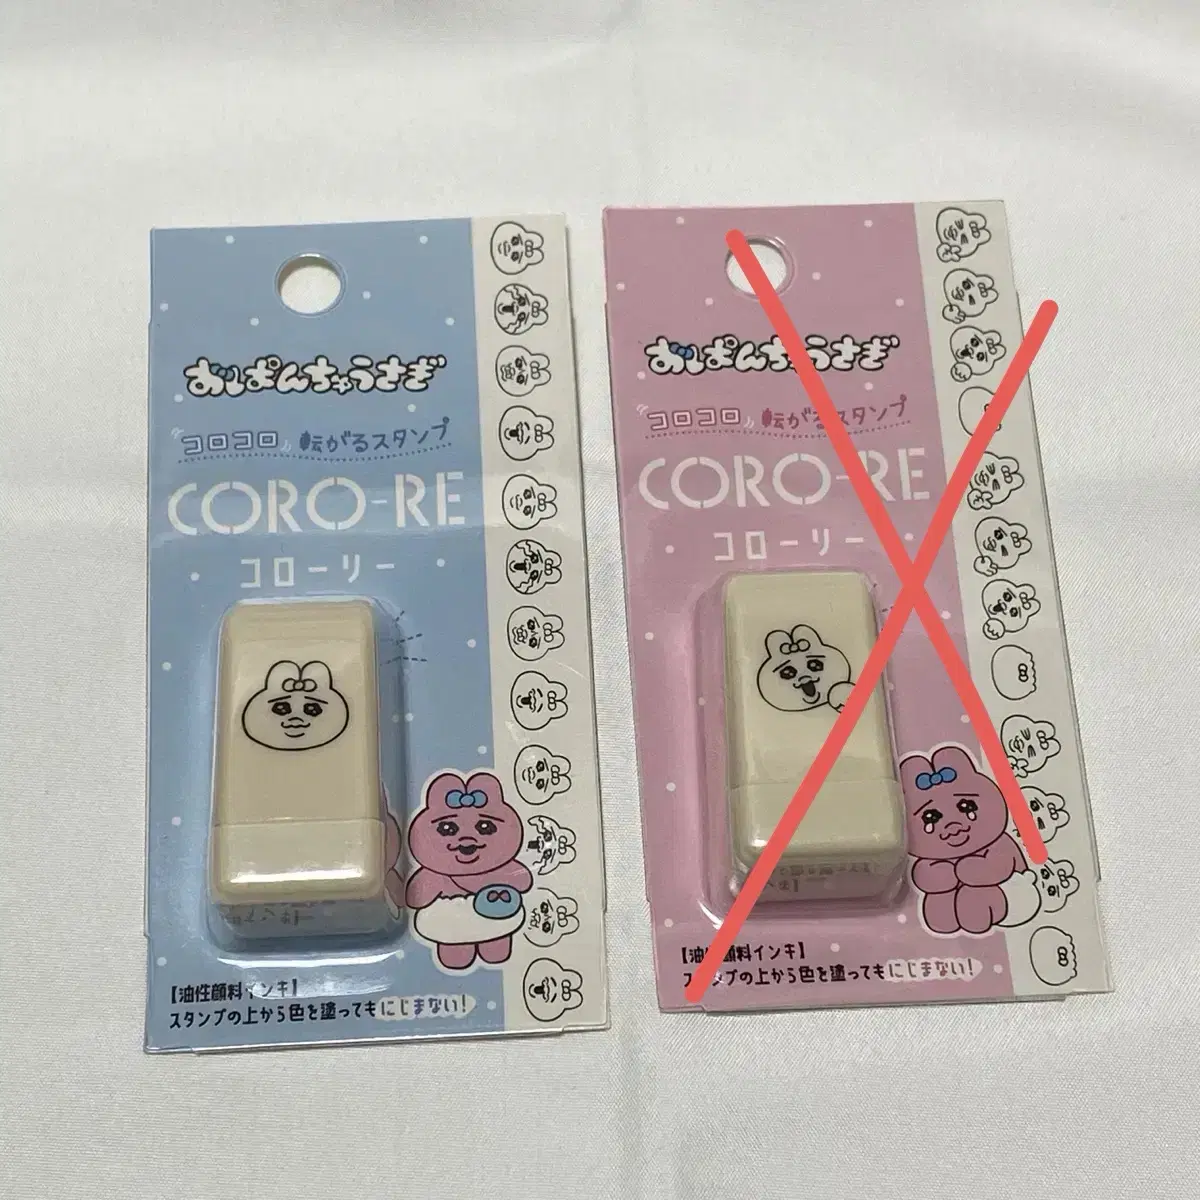 おぱんちゅうさぎ
コロコロ 転がるスタンプ
CORO-RE
コローリー
【油性顔料インキ】
スタンプの上から色を塗ってもにじまない!
おぱんちゅうさぎ
コロコロ 転がるスタンプ
CORO-RE
コローリー
【油性顔料インキ】
スタンプの上から色を塗ってもにじまない!